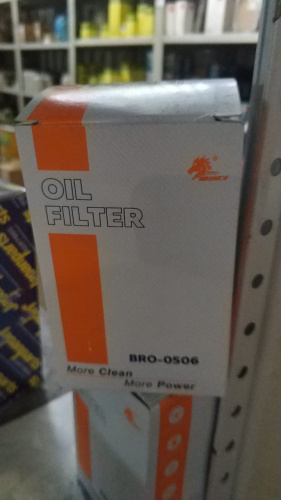 OIL
FILTER
BRO-0506
More Clean
More Power